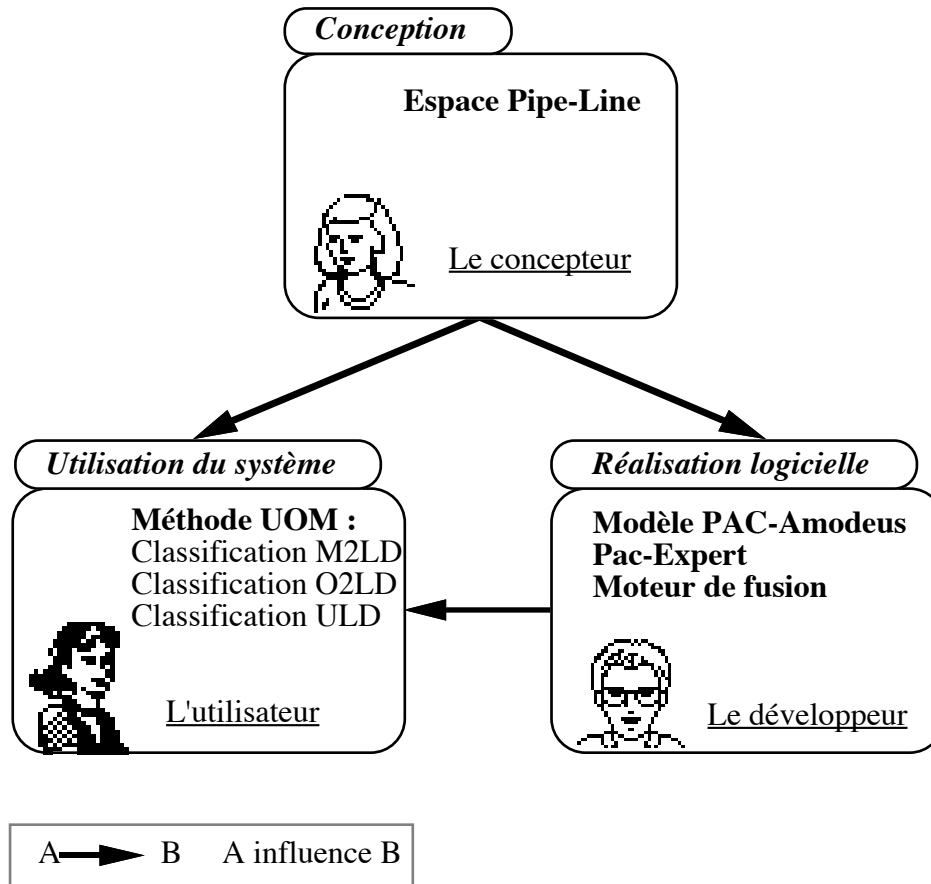 Conception
Espace Pipe-Line
Le concepteur
Utilisation du système
Méthode UOM :
Classification M2LD
Classification O2LD
Classification ULD
L'utilisateur
Réalisation logicielle
Modèle PAC-Amodeus
Pac-Expert
Moteur de fusion
Le développeur
A B A influence B